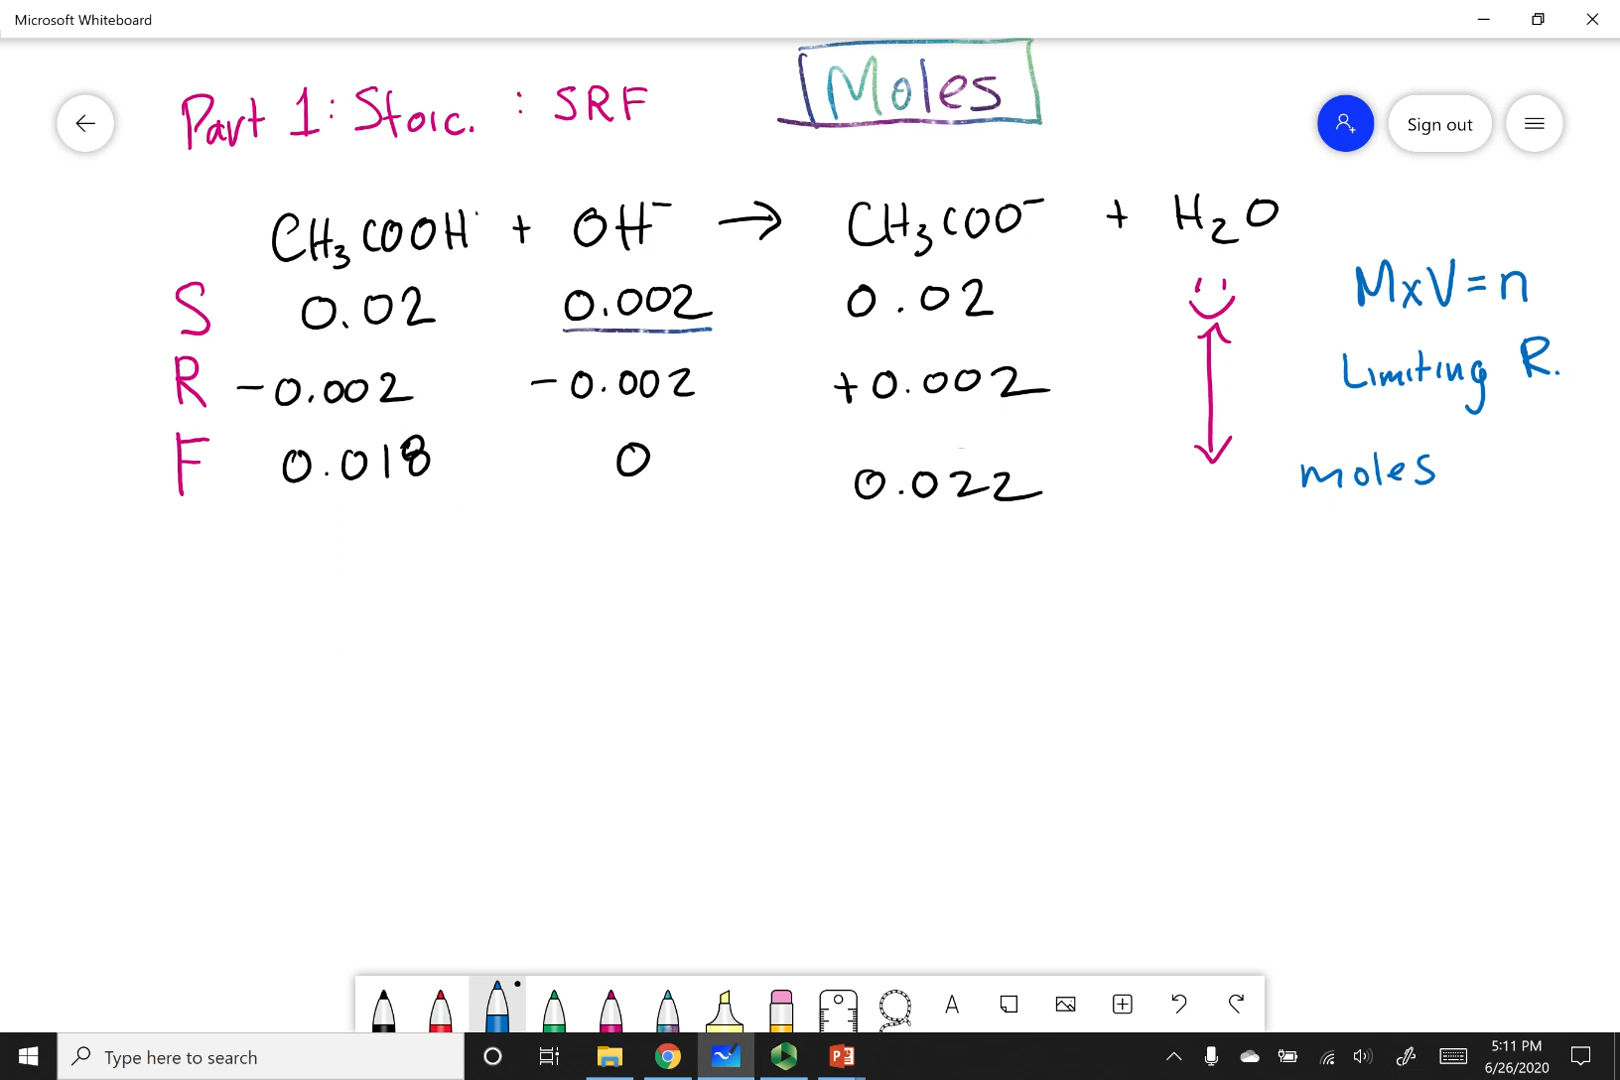 Microsoft Whiteboard
Part 1: Stoic. : SRF
Moles
Sign out
CH3COOH + OH⁻ → CH3COO⁻ + H2O
S 0.02 0.002 0.02
MxV=n
R -0.002 -0.002 +0.002
Limiting R.
F 0.018 0 0.022
moles
A
Type here to search
5:11 PM
6/26/2020